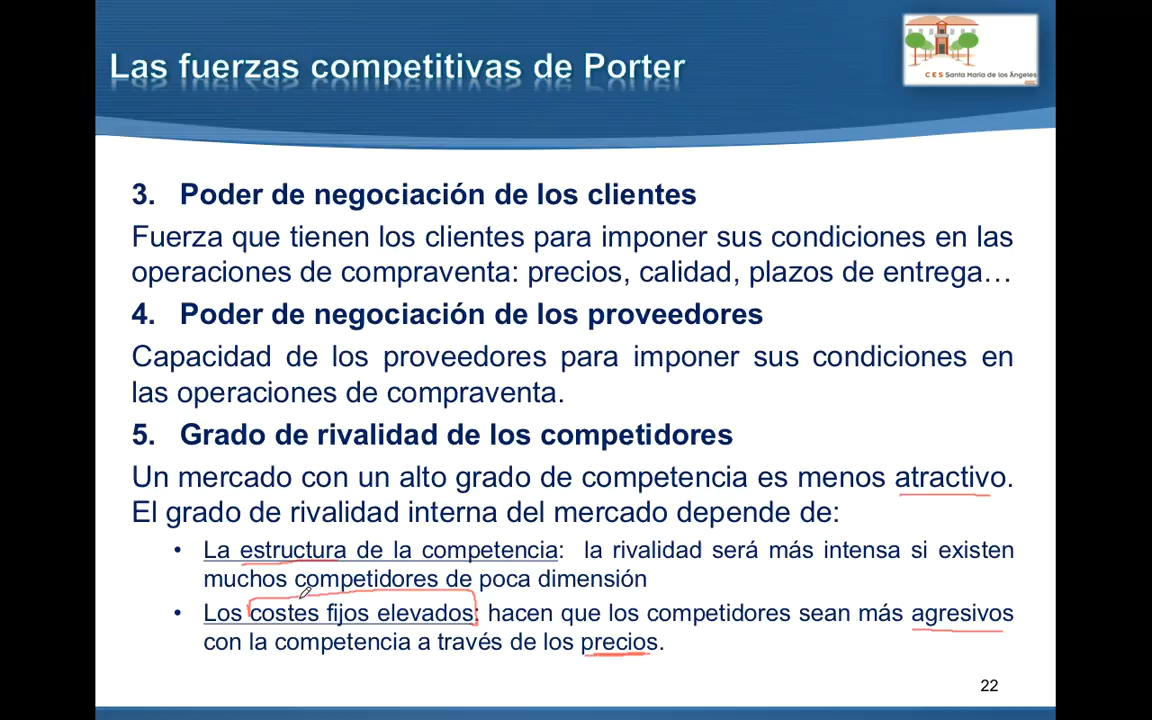 Las fuerzas competitivas de Porter
CES Santa María de los Ángeles
3. Poder de negociación de los clientes
Fuerza que tienen los clientes para imponer sus condiciones en las
operaciones de compraventa: precios, calidad, plazos de entrega…
4. Poder de negociación de los proveedores
Capacidad de los proveedores para imponer sus condiciones en
las operaciones de compraventa.
5. Grado de rivalidad de los competidores
Un mercado con un alto grado de competencia es menos atractivo.
El grado de rivalidad interna del mercado depende de:
• La estructura de la competencia: la rivalidad será más intensa si existen
muchos competidores de poca dimensión
• Los costes fijos elevados: hacen que los competidores sean más agresivos
con la competencia a través de los precios.
22